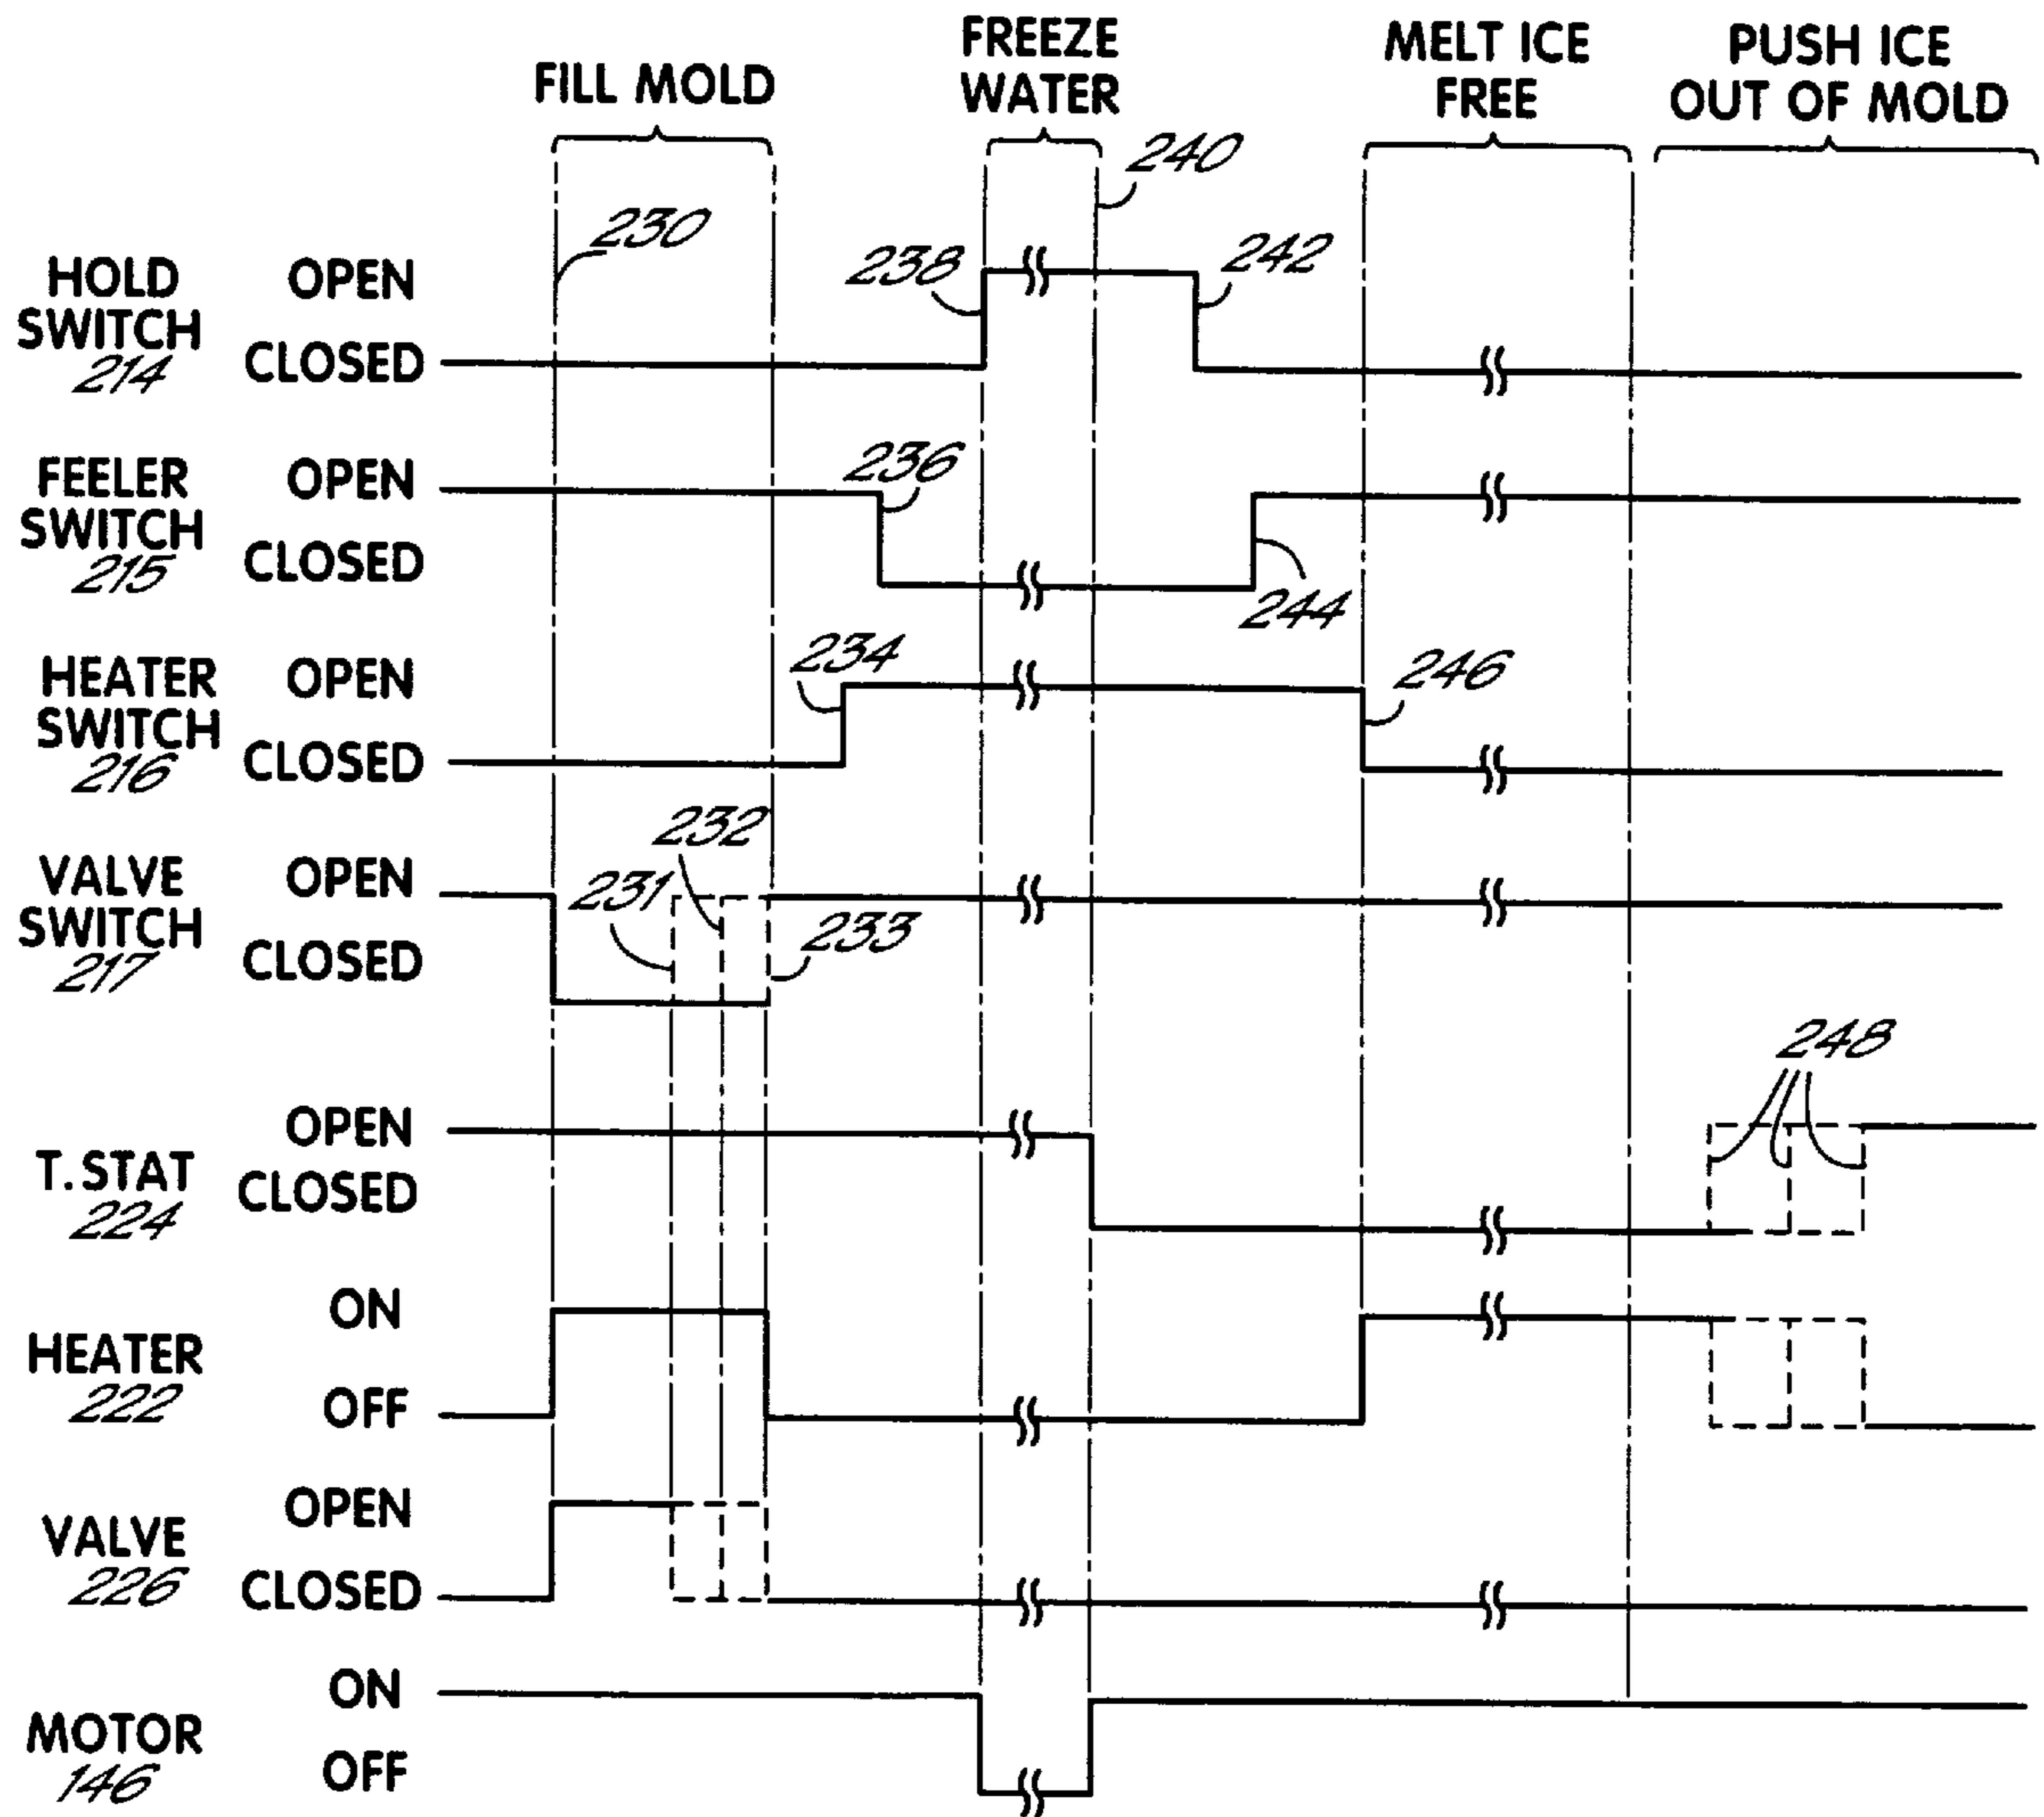 FILL MOLD
FREEZE
WATER
MELT ICE
FREE
PUSH ICE
OUT OF MOLD
240
230
238
242
HOLD
SWITCH
214
OPEN
CLOSED
236
244
FEELER
SWITCH
215
OPEN
CLOSED
234
246
HEATER
SWITCH
216
OPEN
CLOSED
232
231
233
VALVE
SWITCH
217
OPEN
CLOSED
248
T. STAT
224
OPEN
CLOSED
HEATER
222
ON
OFF
VALVE
226
OPEN
CLOSED
MOTOR
146
ON
OFF